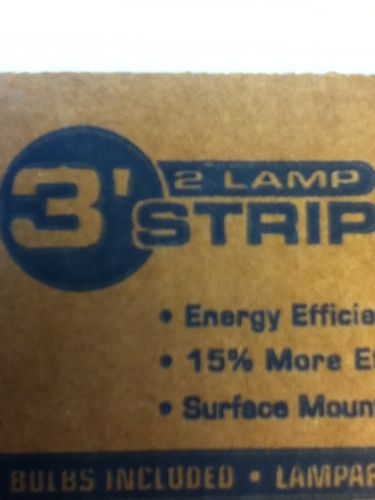 3' 2 LAMP
STRIP
• Energy Efficie
• 15% More E
• Surface Moun
BULBS INCLUDED • LAMPAR